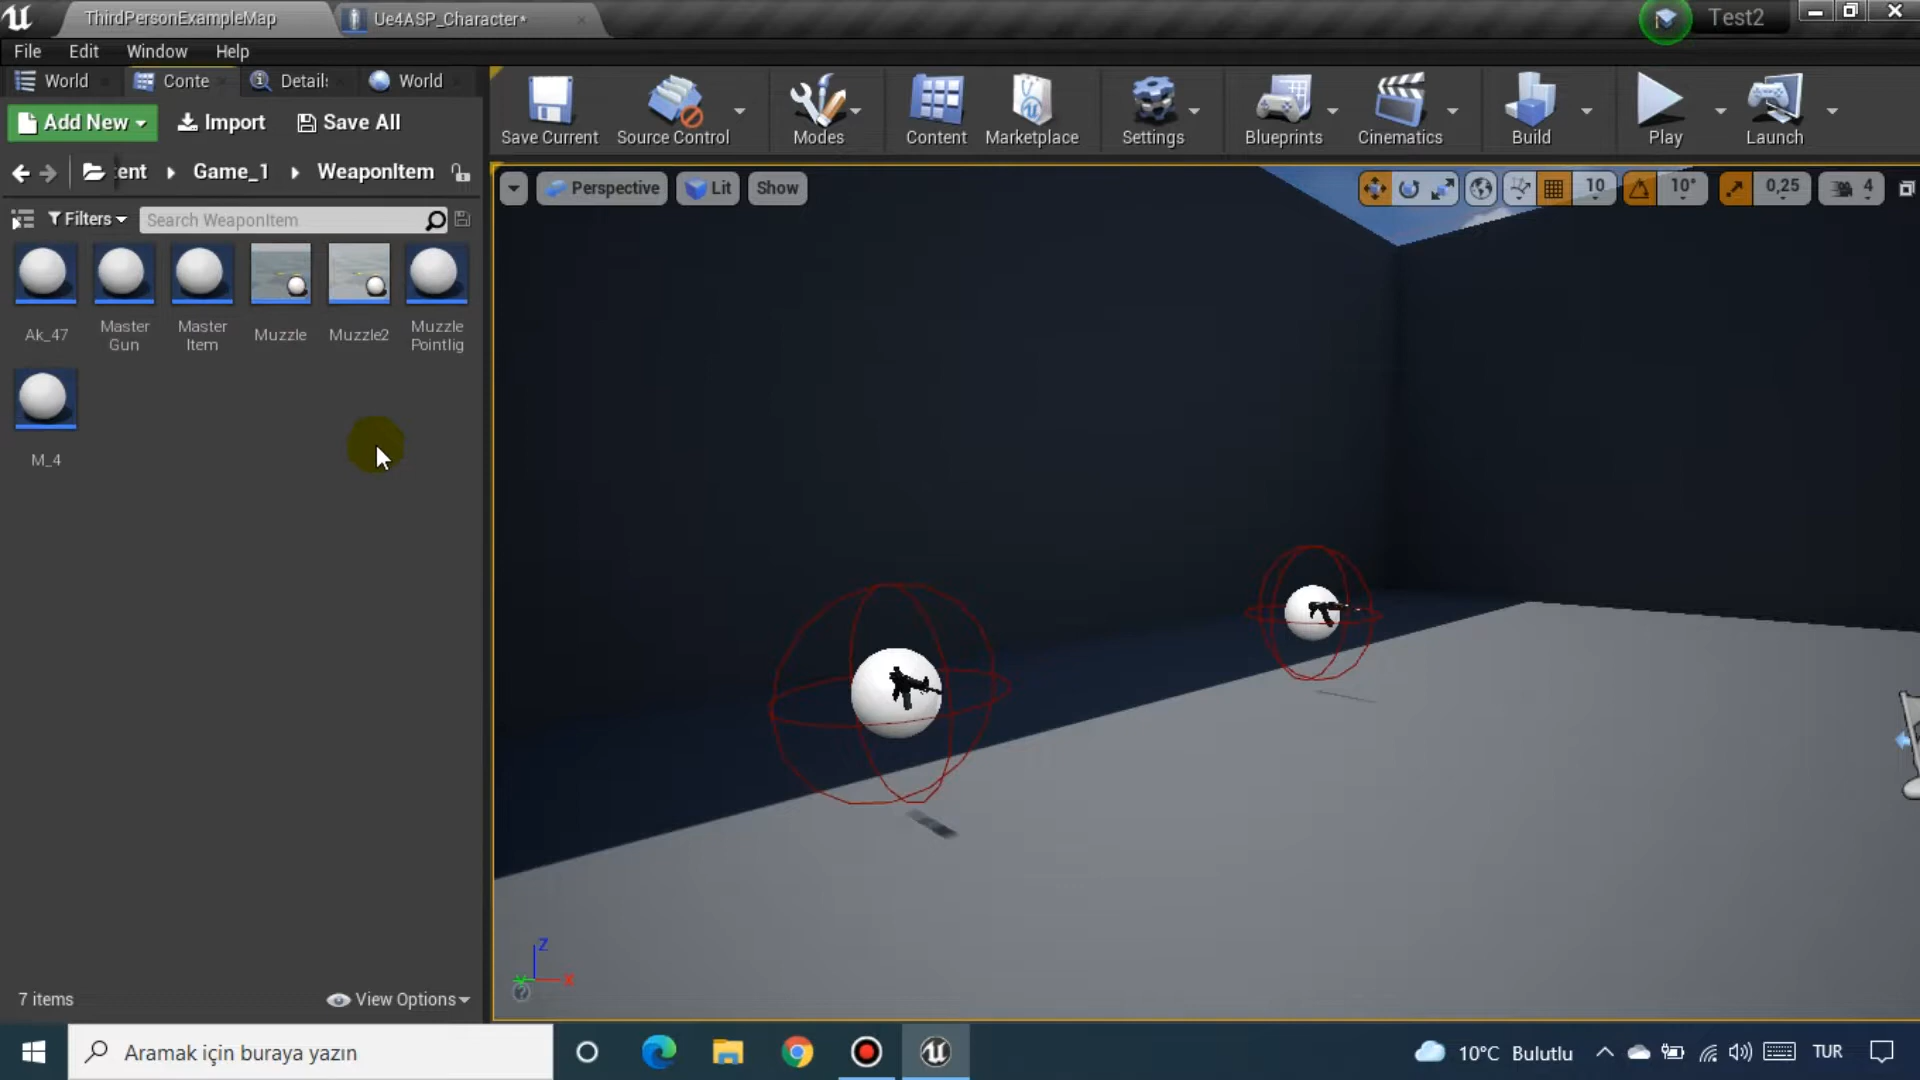 ThirdPersonExampleMap
Ue4ASP_Character*
Test2
File Edit Window Help
World Conte Details World
Add New Import Save All
Save Current Source Control Modes Content Marketplace Settings Blueprints Cinematics Build Play Launch
ent Game_1 WeaponItem
Filters Search WeaponItem
Perspective Lit Show
10 10° 0,25 4
Ak_47
Master Gun
Master Item
Muzzle
Muzzle2
Muzzle Pointlig
M_4
Z
X
7 items View Options
Aramak için buraya yazın
10°C Bulutlu TUR